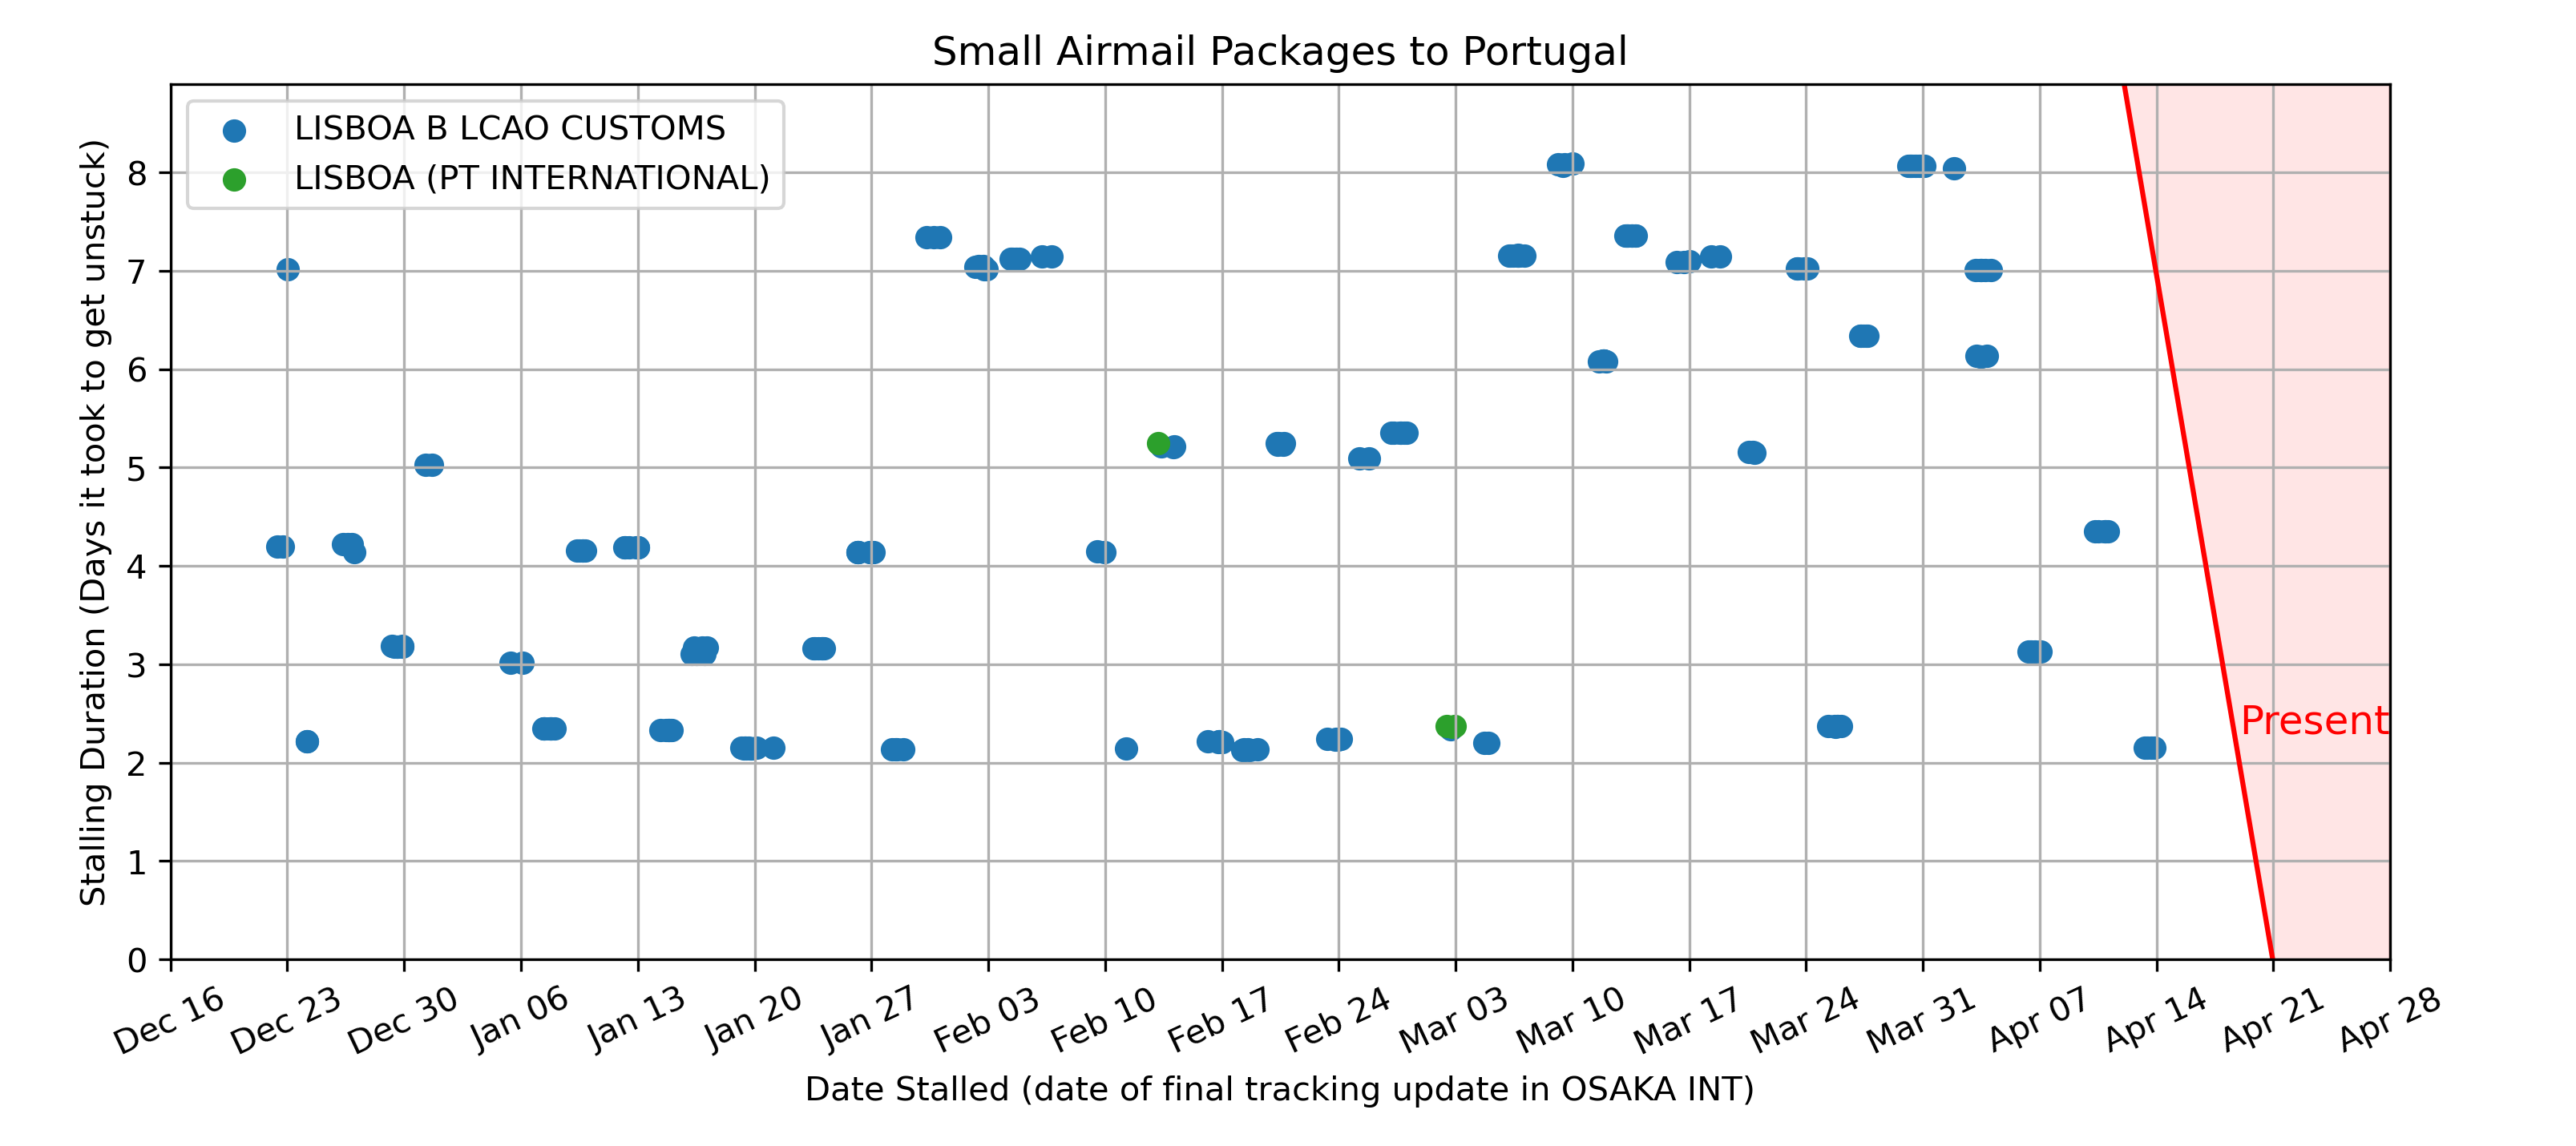 Small Airmail Packages to Portugal
LISBOA B LCAO CUSTOMS
LISBOA (PT INTERNATIONAL)
Stalling Duration (Days it took to get unstuck)
8
7
6
5
4
3
2
1
0
Present
Dec 16 Dec 23 Dec 30 Jan 06 Jan 13 Jan 20 Jan 27 Feb 03 Feb 10 Feb 17 Feb 24 Mar 03 Mar 10 Mar 17 Mar 24 Mar 31 Apr 07 Apr 14 Apr 21 Apr 28
Date Stalled (date of final tracking update in OSAKA INT)